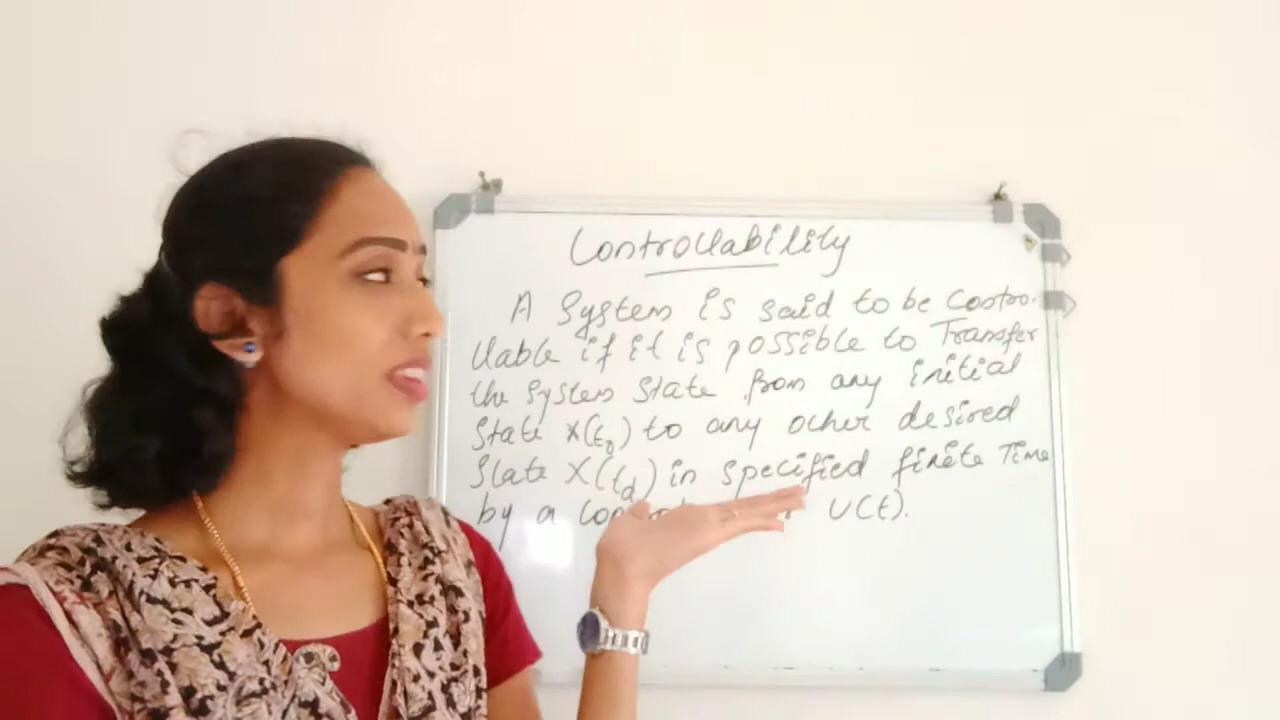 Controllability
A System is said to be Contro-
llable if it is possible to Transfer
the System State from any initial
State X(t₀) to any other desired
State X(t_d) in specified finite Time
by a U(t).